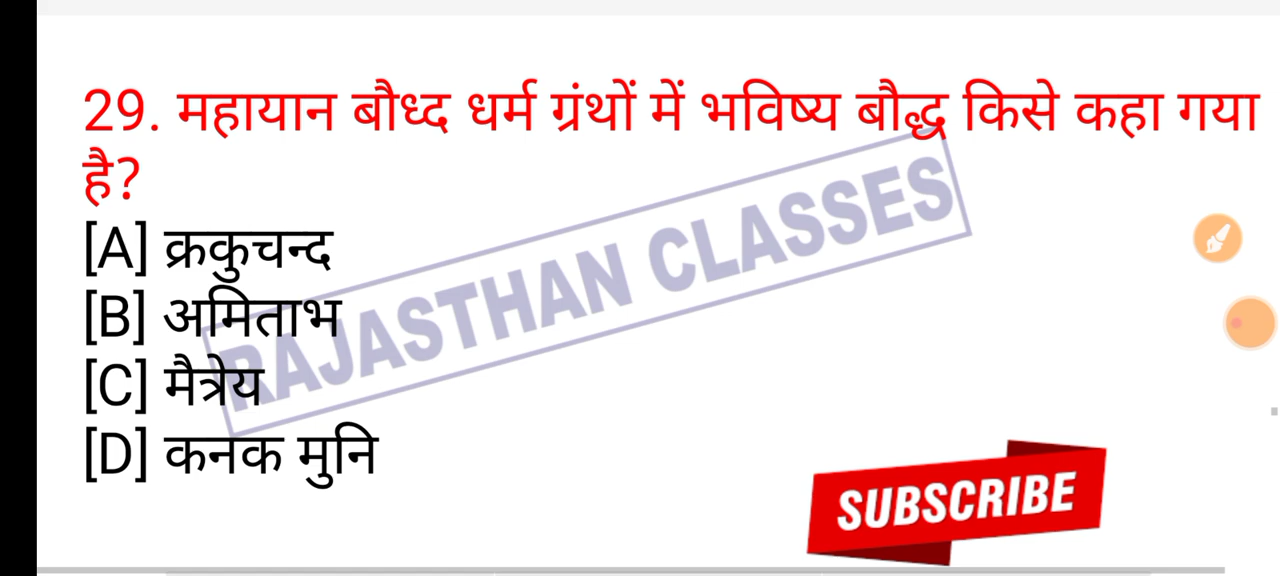 29. महायान बौध्द धर्म ग्रंथों में भविष्य बौद्ध किसे कहा गया
है?
[A] क्रकुचन्द
[B] अमिताभ
[C] मैत्रेय
[D] कनक मुनि
RAJASTHAN CLASSES
SUBSCRIBE